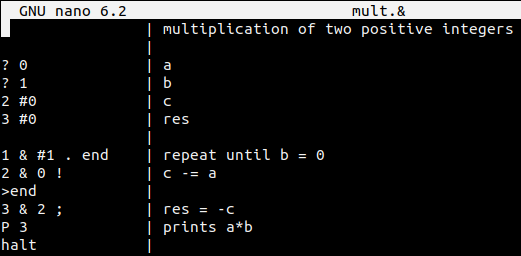 GNU nano 6.2 mult.&
| multiplication of two positive integers
|
? 0 | a
? 1 | b
2 #0 | c
3 #0 | res
|
1 & #1 . end | repeat until b = 0
2 & 0 ! | c -= a
>end |
3 & 2 ; | res = -c
P 3 | prints a*b
halt |